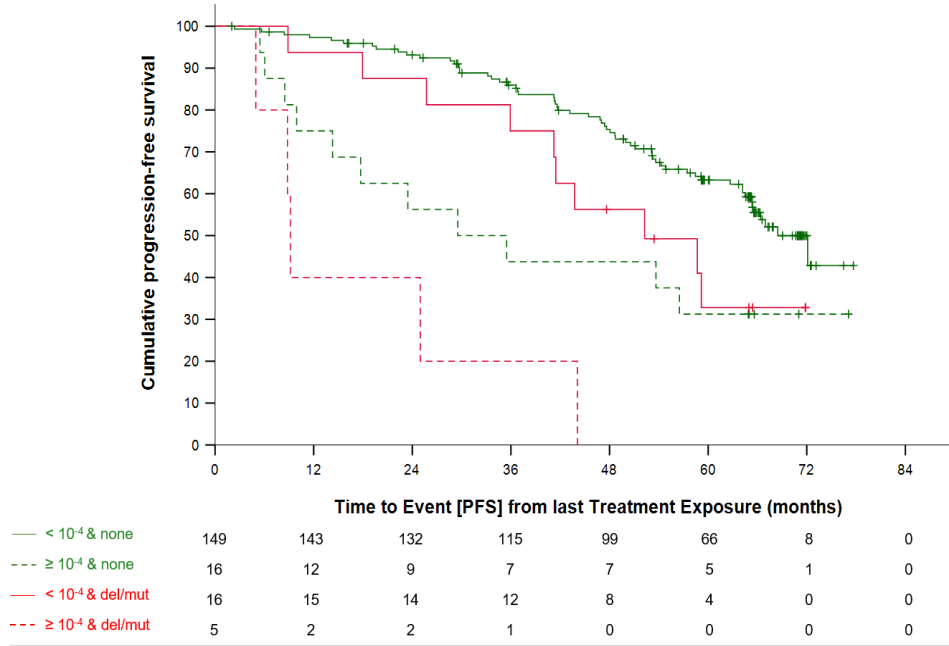 Cumulative progression-free survival
100
90
80
70
60
50
40
30
20
10
0
0 12 24 36 48 60 72 84
Time to Event [PFS] from last Treatment Exposure (months)
< 10⁻⁴ & none 149 143 132 115 99 66 8 0
≥ 10⁻⁴ & none 16 12 9 7 7 5 1 0
< 10⁻⁴ & del/mut 16 15 14 12 8 4 0 0
≥ 10⁻⁴ & del/mut 5 2 2 1 0 0 0 0